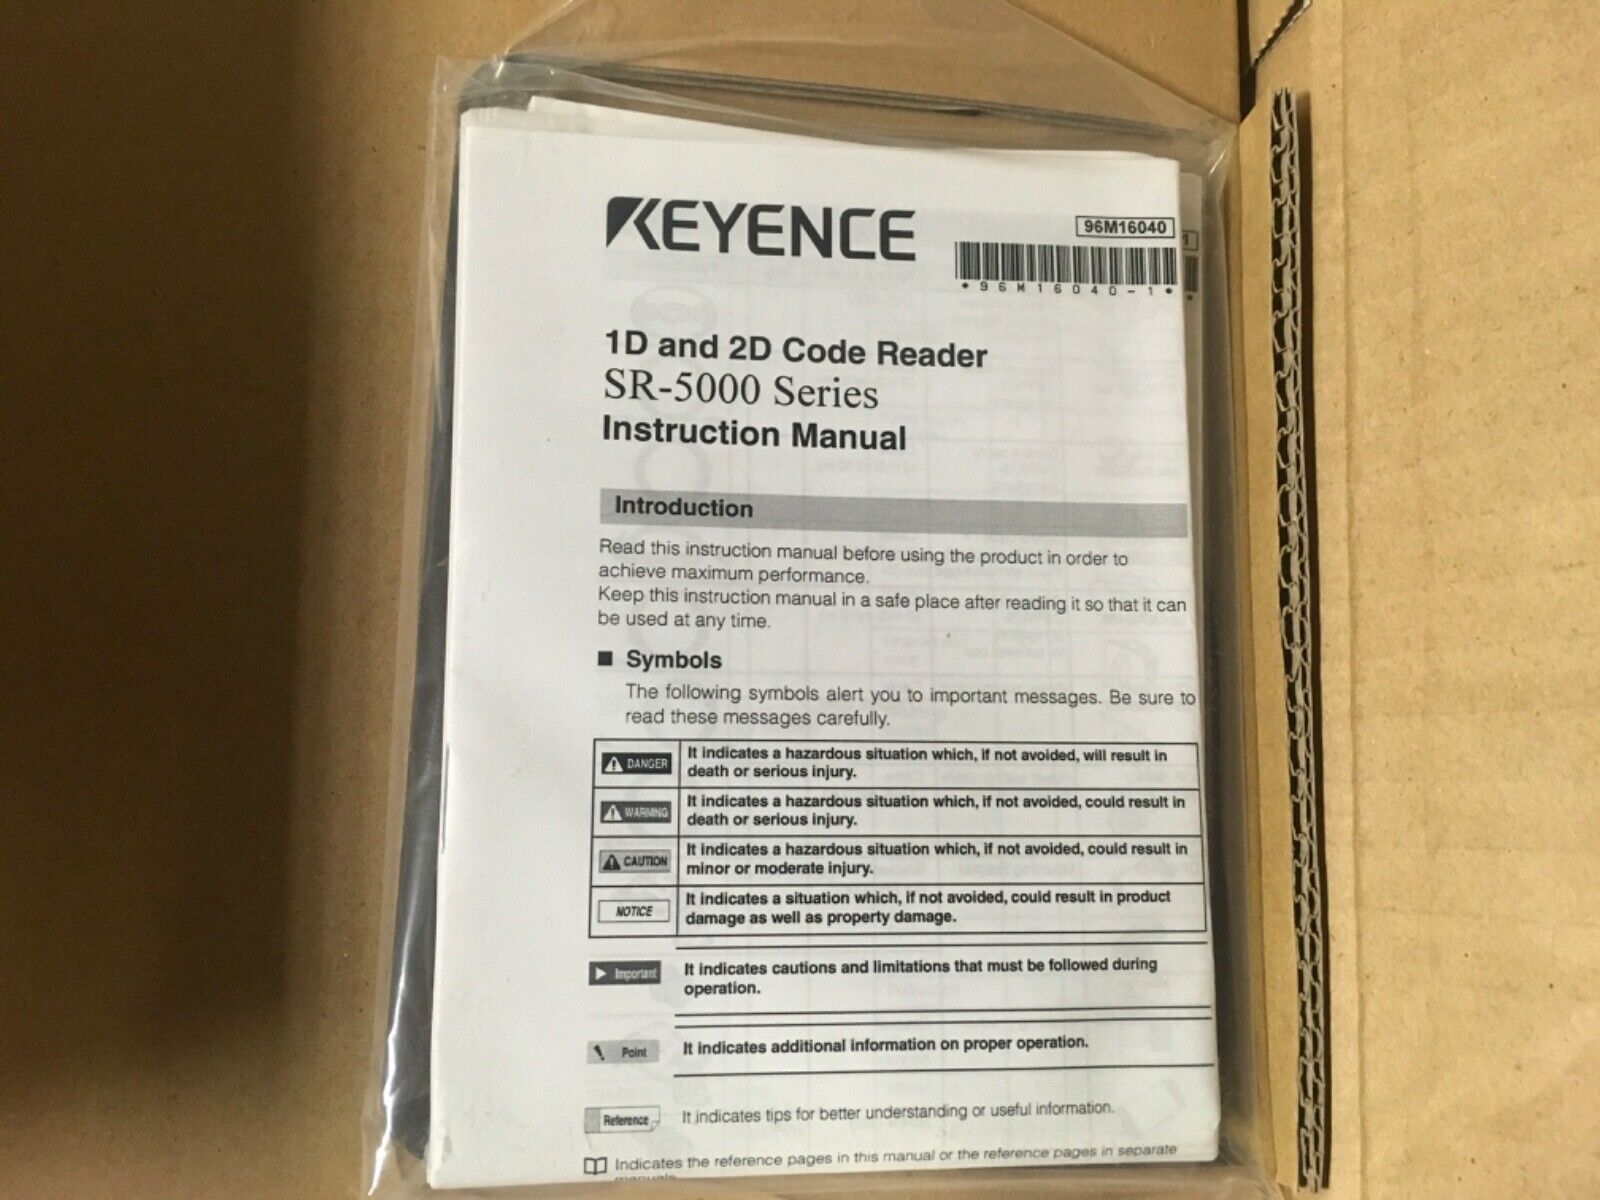 KEYENCE
96M16040
*96M16040-1*
1D and 2D Code Reader
SR-5000 Series
Instruction Manual
Introduction
Read this instruction manual before using the product in order to
achieve maximum performance.
Keep this instruction manual in a safe place after reading it so that it can
be used at any time.
■ Symbols
The following symbols alert you to important messages. Be sure to
read these messages carefully.
DANGER
It indicates a hazardous situation which, if not avoided, will result in
death or serious injury.
WARNING
It indicates a hazardous situation which, if not avoided, could result in
death or serious injury.
CAUTION
It indicates a hazardous situation which, if not avoided, could result in
minor or moderate injury.
NOTICE
It indicates a situation which, if not avoided, could result in product
damage as well as property damage.
Important
It indicates cautions and limitations that must be followed during
operation.
Point
It indicates additional information on proper operation.
Reference
It indicates tips for better understanding or useful information.
Indicates the reference pages in this manual or the reference pages in separate
manuals.